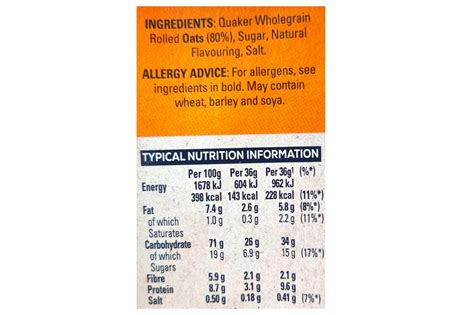 INGREDIENTS: Quaker Wholegrain
Rolled Oats (80%), Sugar, Natural
Flavouring, Salt.
ALLERGY ADVICE: For allergens, see
ingredients in bold. May contain
wheat, barley and soya.
TYPICAL NUTRITION INFORMATION
Per 100g Per 36g Per 36g† (%*)
Energy 1678 kJ 604 kJ 962 kJ
398 kcal 143 kcal 228 kcal (11%*)
Fat 7.4 g 2.6 g 5.8 g (8%*)
of which 1.0 g 0.3 g 2.2 g (11%*)
Saturates
Carbohydrate 71 g 26 g 34 g
of which 19 g 6.9 g 15 g (17%*)
Sugars
Fibre 5.9 g 2.1 g 2.1 g
Protein 8.7 g 3.1 g 9.6 g
Salt 0.50 g 0.18 g 0.41 g (7%*)